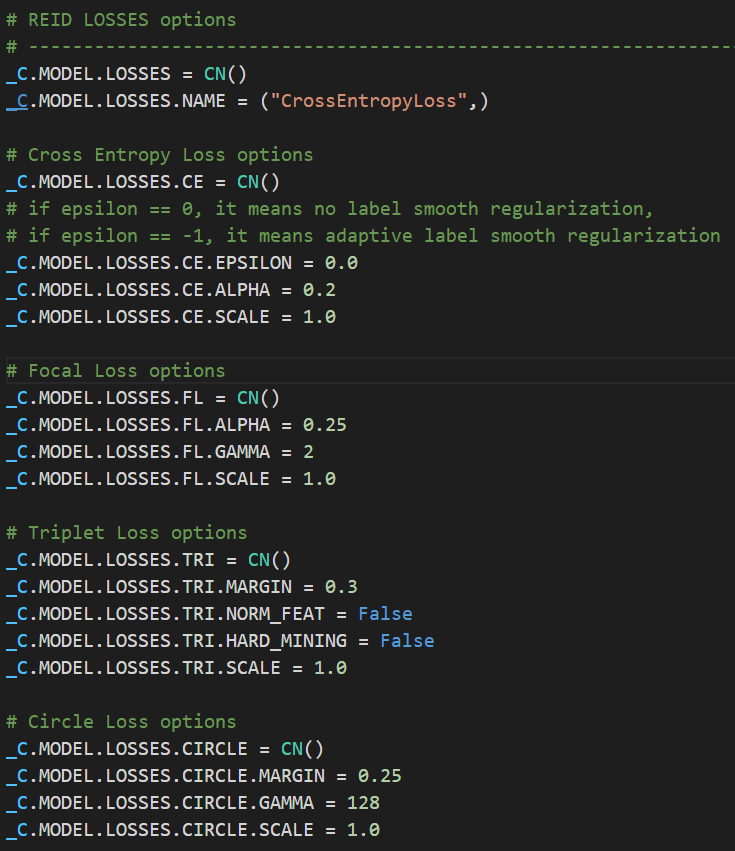 # REID LOSSES options
# -----------------------------------------------------------------
_C.MODEL.LOSSES = CN()
_C.MODEL.LOSSES.NAME = ("CrossEntropyLoss",)
# Cross Entropy Loss options
_C.MODEL.LOSSES.CE = CN()
# if epsilon == 0, it means no label smooth regularization,
# if epsilon == -1, it means adaptive label smooth regularization
_C.MODEL.LOSSES.CE.EPSILON = 0.0
_C.MODEL.LOSSES.CE.ALPHA = 0.2
_C.MODEL.LOSSES.CE.SCALE = 1.0
# Focal Loss options
_C.MODEL.LOSSES.FL = CN()
_C.MODEL.LOSSES.FL.ALPHA = 0.25
_C.MODEL.LOSSES.FL.GAMMA = 2
_C.MODEL.LOSSES.FL.SCALE = 1.0
# Triplet Loss options
_C.MODEL.LOSSES.TRI = CN()
_C.MODEL.LOSSES.TRI.MARGIN = 0.3
_C.MODEL.LOSSES.TRI.NORM_FEAT = False
_C.MODEL.LOSSES.TRI.HARD_MINING = False
_C.MODEL.LOSSES.TRI.SCALE = 1.0
# Circle Loss options
_C.MODEL.LOSSES.CIRCLE = CN()
_C.MODEL.LOSSES.CIRCLE.MARGIN = 0.25
_C.MODEL.LOSSES.CIRCLE.GAMMA = 128
_C.MODEL.LOSSES.CIRCLE.SCALE = 1.0